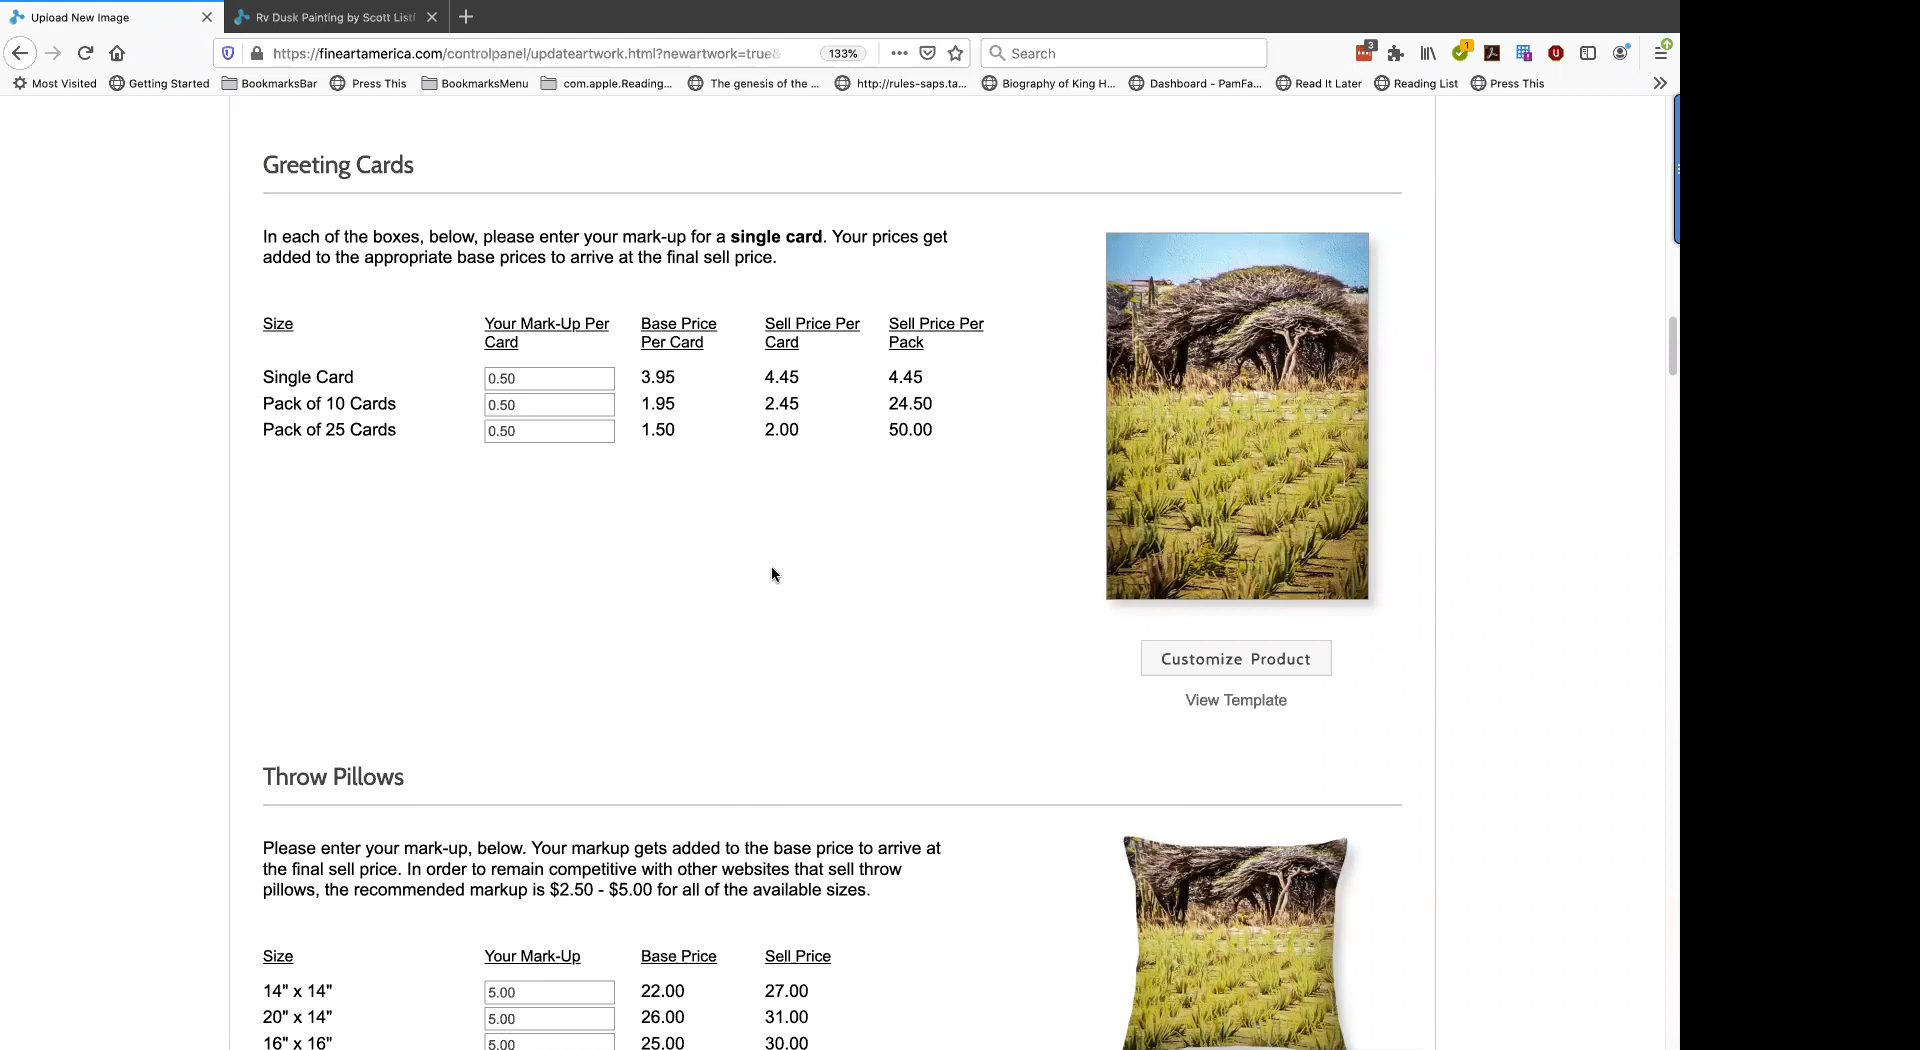 Upload New Image
Rv Dusk Painting by Scott List
https://fineartamerica.com/controlpanel/updateartwork.html?newartwork=true&
133%
Search
3
1
Most Visited
Getting Started
BookmarksBar
Press This
BookmarksMenu
com.apple.Reading...
The genesis of the ...
http://rules-saps.ta...
Biography of King H...
Dashboard - PamFa...
Read It Later
Reading List
Press This
Greeting Cards
In each of the boxes, below, please enter your mark-up for a single card. Your prices get
added to the appropriate base prices to arrive at the final sell price.
Size Your Mark-Up Per Card Base Price Per Card Sell Price Per Card Sell Price Per Pack
Single Card 0.50 3.95 4.45 4.45
Pack of 10 Cards 0.50 1.95 2.45 24.50
Pack of 25 Cards 0.50 1.50 2.00 50.00
Customize Product
View Template
Throw Pillows
Please enter your mark-up, below. Your markup gets added to the base price to arrive at
the final sell price. In order to remain competitive with other websites that sell throw
pillows, the recommended markup is $2.50 - $5.00 for all of the available sizes.
Size Your Mark-Up Base Price Sell Price
14" x 14" 5.00 22.00 27.00
20" x 14" 5.00 26.00 31.00
16" x 16" 5.00 25.00 30.00